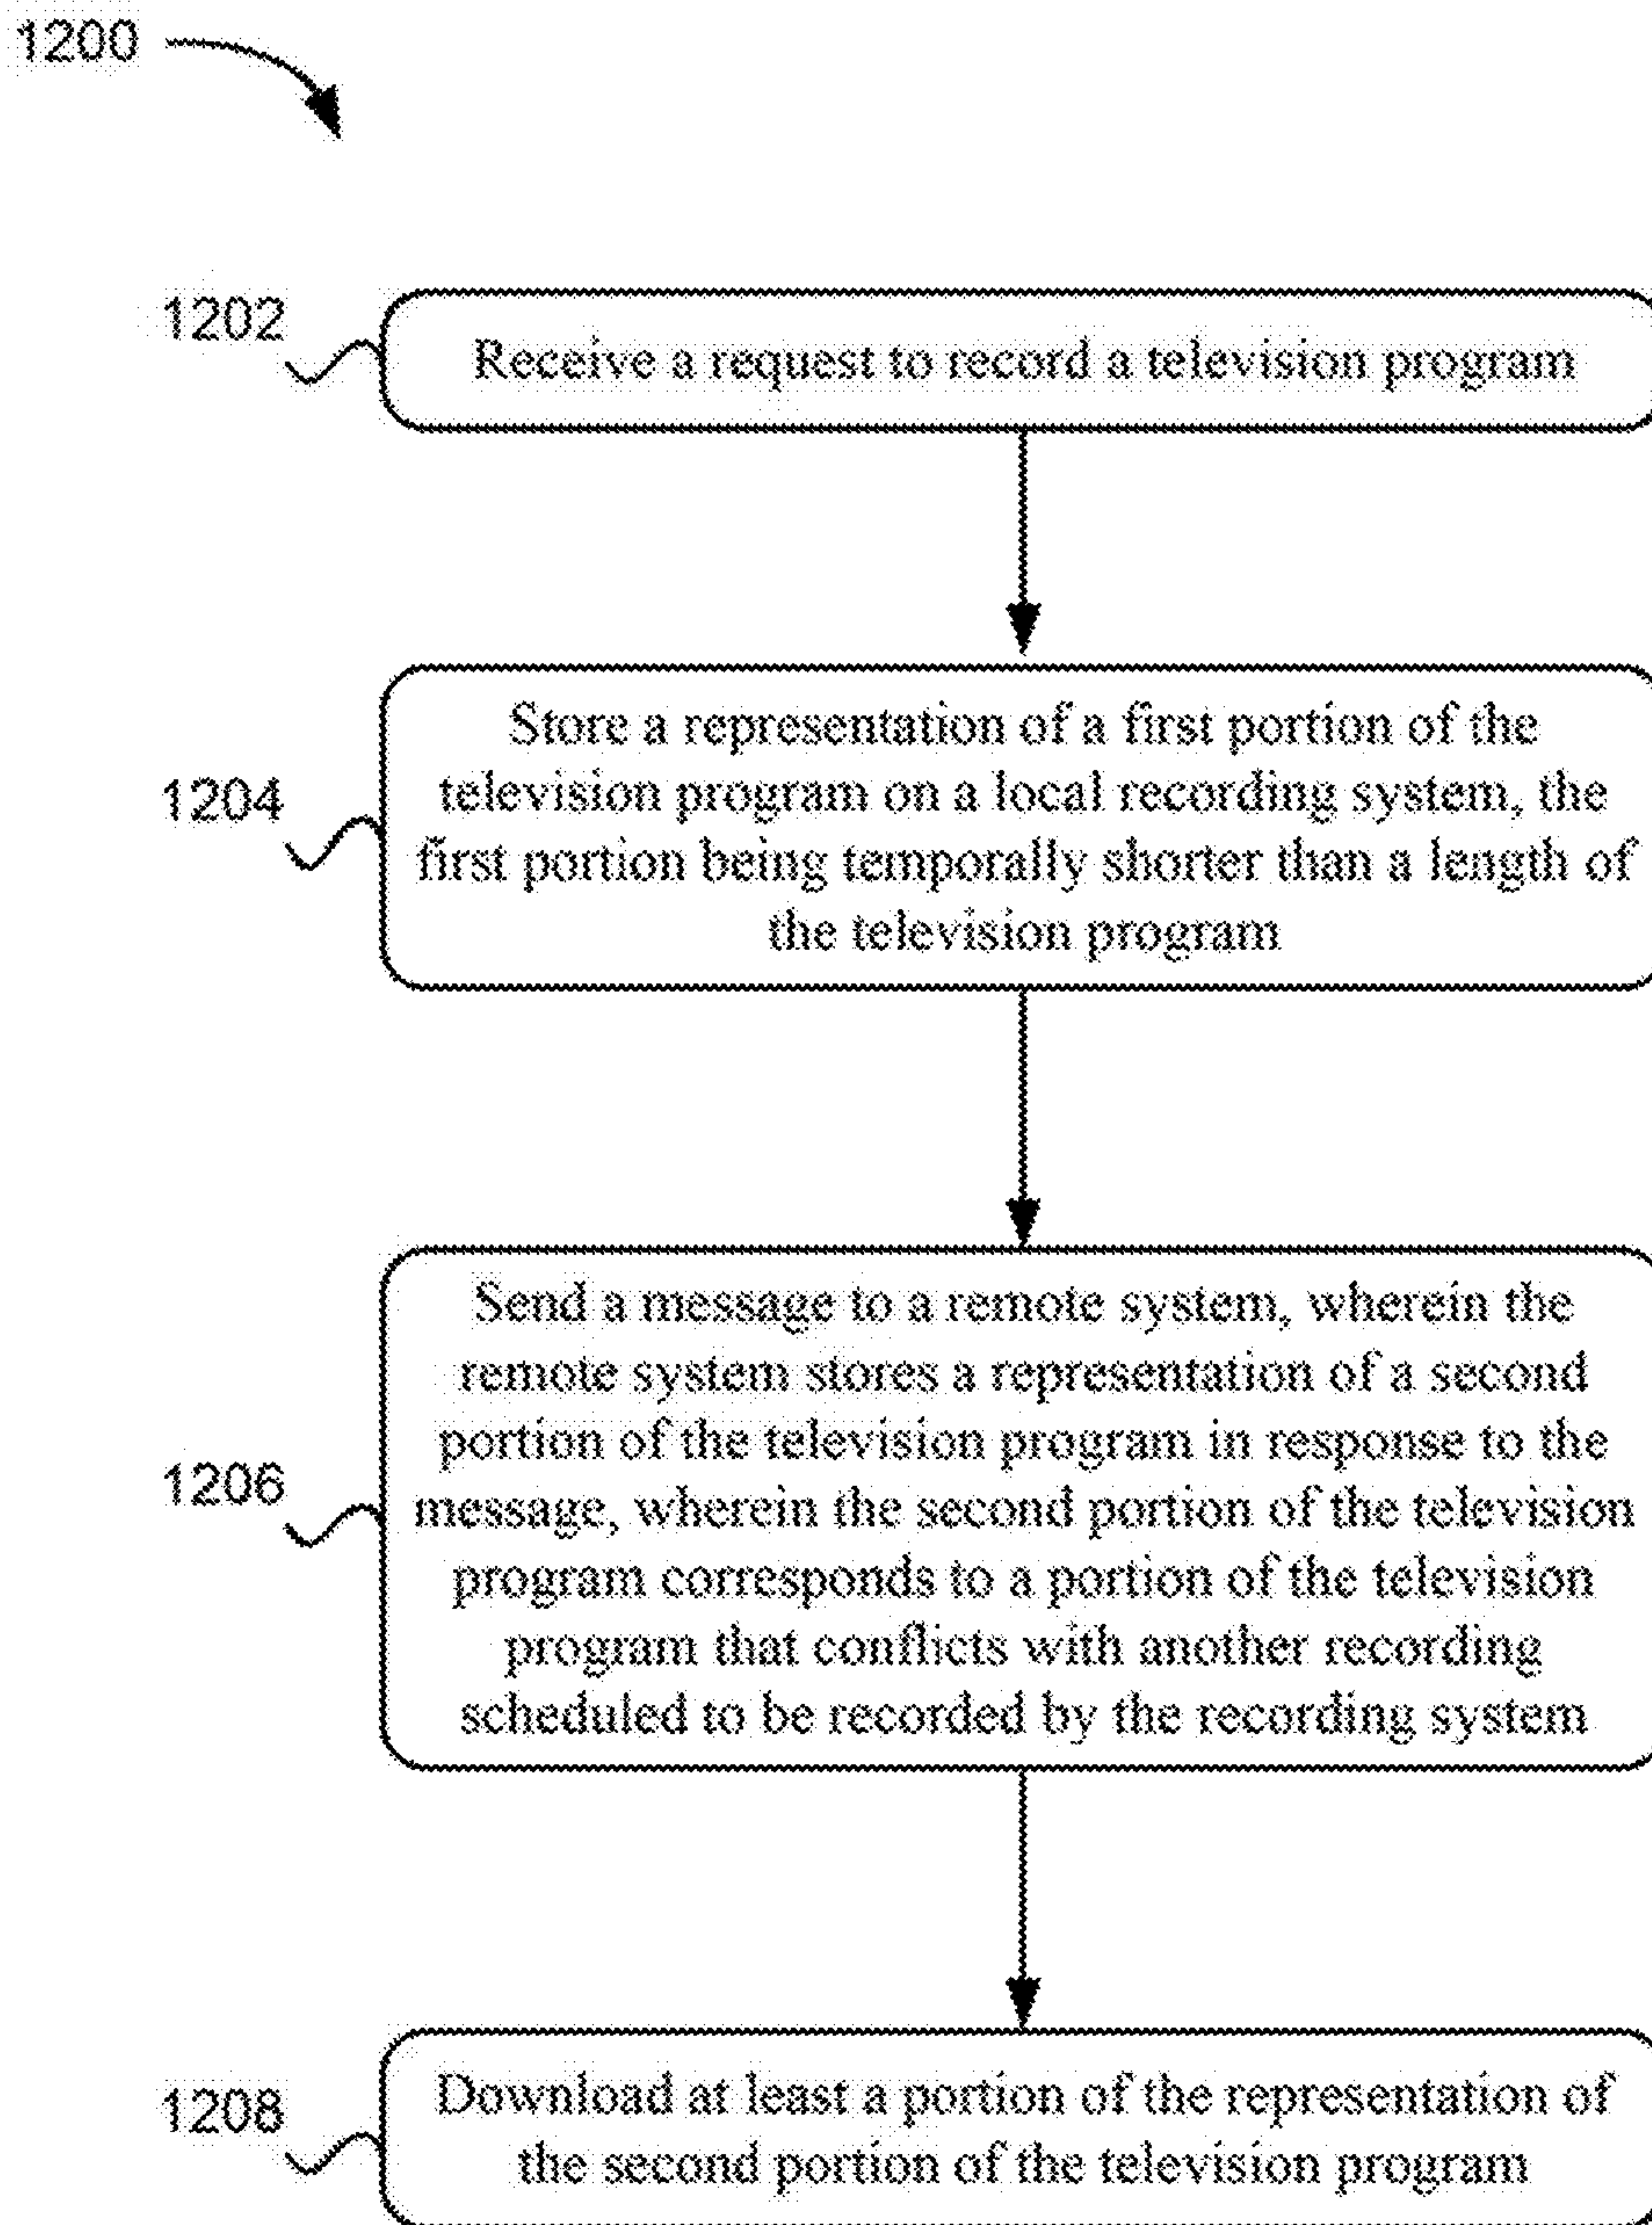 1200
1202
Receive a request to record a television program
1204
Store a representation of a first portion of the
television program on a local recording system, the
first portion being temporally shorter than a length of
the television program
1206
Send a message to a remote system, wherein the
remote system stores a representation of a second
portion of the television program in response to the
message, wherein the second portion of the television
program corresponds to a portion of the television
program that conflicts with another recording
scheduled to be recorded by the recording system
1208
Download at least a portion of the representation of
the second portion of the television program